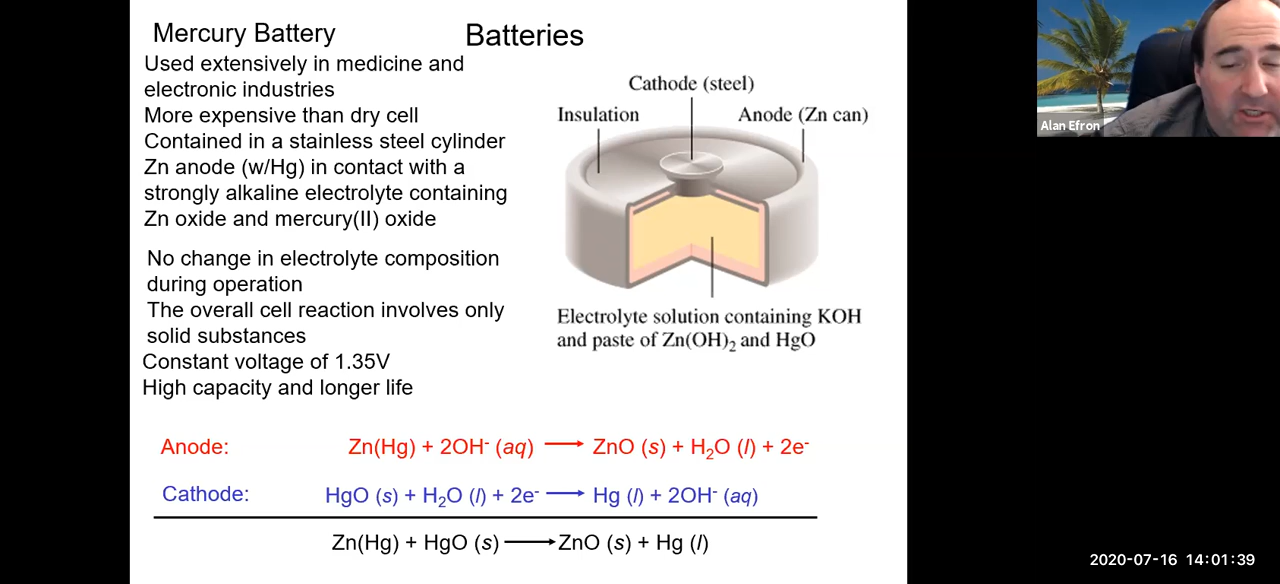 Mercury Battery
Batteries
Used extensively in medicine and
electronic industries
More expensive than dry cell
Contained in a stainless steel cylinder
Zn anode (w/Hg) in contact with a
strongly alkaline electrolyte containing
Zn oxide and mercury(II) oxide
No change in electrolyte composition
during operation
The overall cell reaction involves only
solid substances
Constant voltage of 1.35V
High capacity and longer life
Cathode (steel)
Insulation
Anode (Zn can)
Electrolyte solution containing KOH
and paste of Zn(OH)₂ and HgO
Anode: Zn(Hg) + 2OH⁻ (aq) ⟶ ZnO (s) + H₂O (l) + 2e⁻
Cathode: HgO (s) + H₂O (l) + 2e⁻ ⟶ Hg (l) + 2OH⁻ (aq)
Zn(Hg) + HgO (s) ⟶ ZnO (s) + Hg (l)
Alan Efron
2020-07-16 14:01:39